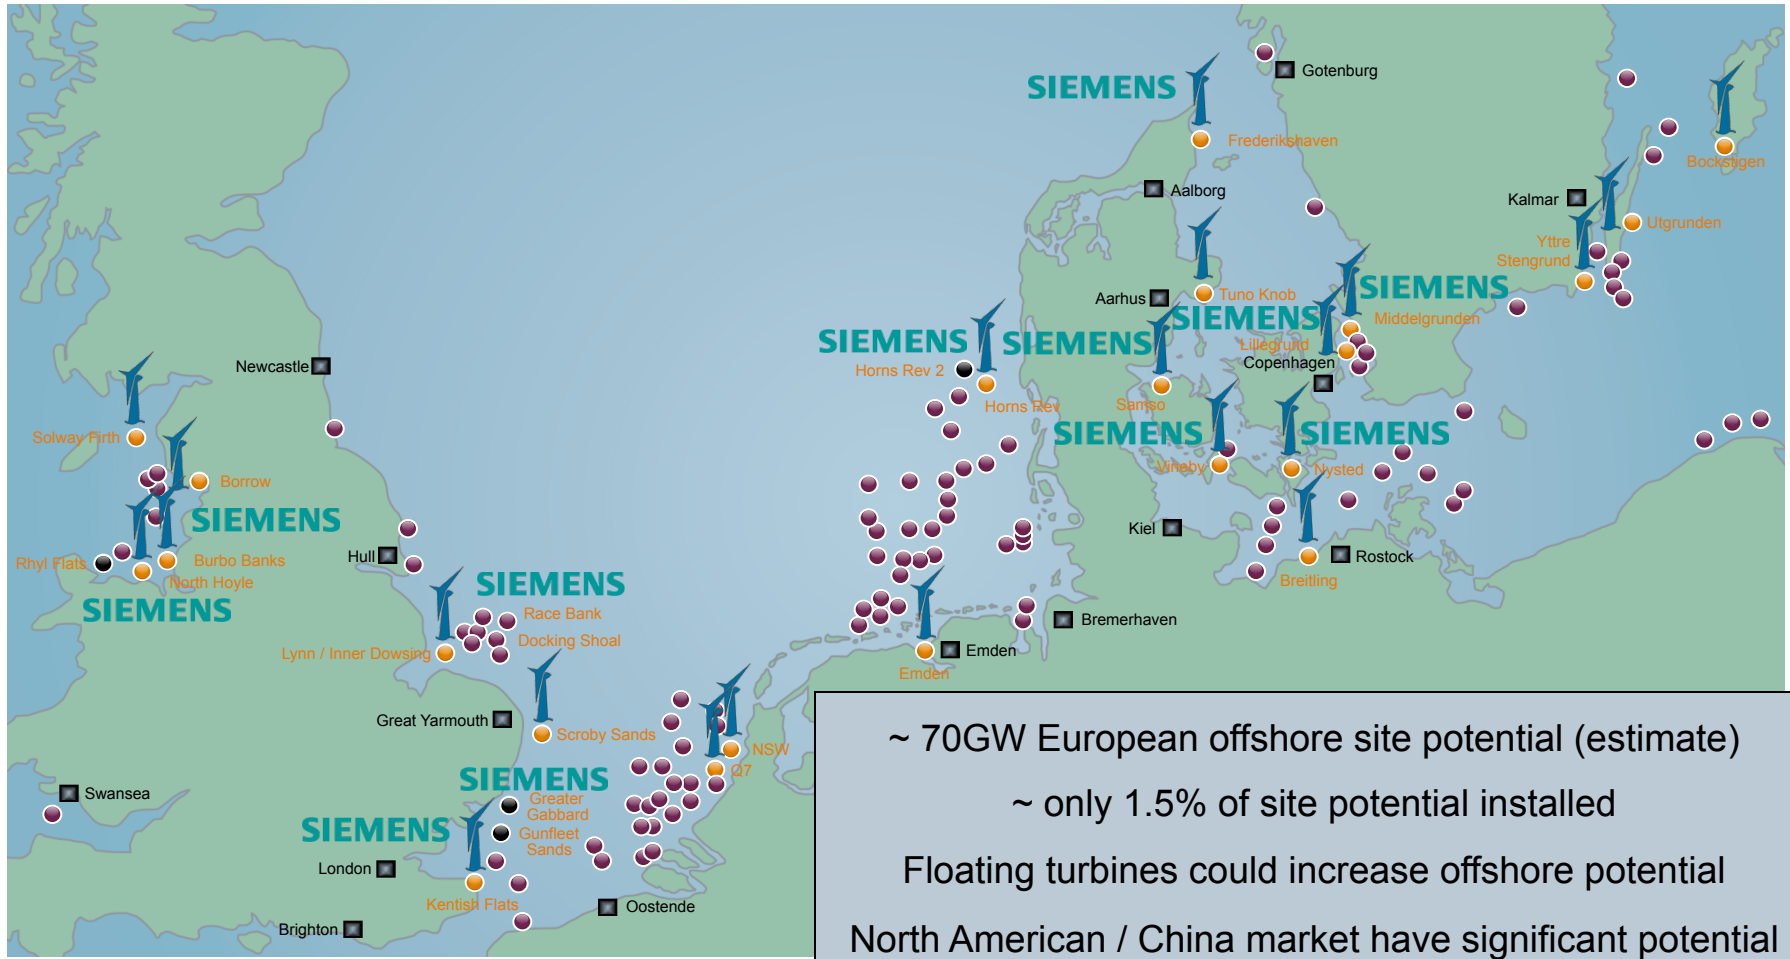 SIEMENS
Gotenburg
Frederikshaven
Bockstigen
Aalborg
Kalmar
Utgrunden
Yttre
Stengrund
Aarhus
Tuno Knob
SIEMENS
Middelgrunden
SIEMENS
Lillegrund
Copenhagen
SIEMENS
Horns Rev 2
Horns Rev
SIEMENS
Samso
Newcastle
Solway Firth
Borrow
SIEMENS
Vineby
SIEMENS
Nysted
SIEMENS
Rhyl Flats
Burbo Banks
North Hoyle
SIEMENS
Hull
Kiel
Rostock
Breitling
SIEMENS
Race Bank
Docking Shoal
Lynn / Inner Dowsing
Bremerhaven
Emden
Emden
Great Yarmouth
Scroby Sands
NSW
Q7
SIEMENS
Greater
Gabbard
Gunfleet
Sands
Swansea
SIEMENS
London
Kentish Flats
Oostende
Brighton
~ 70GW European offshore site potential (estimate)
~ only 1.5% of site potential installed
Floating turbines could increase offshore potential
North American / China market have significant potential